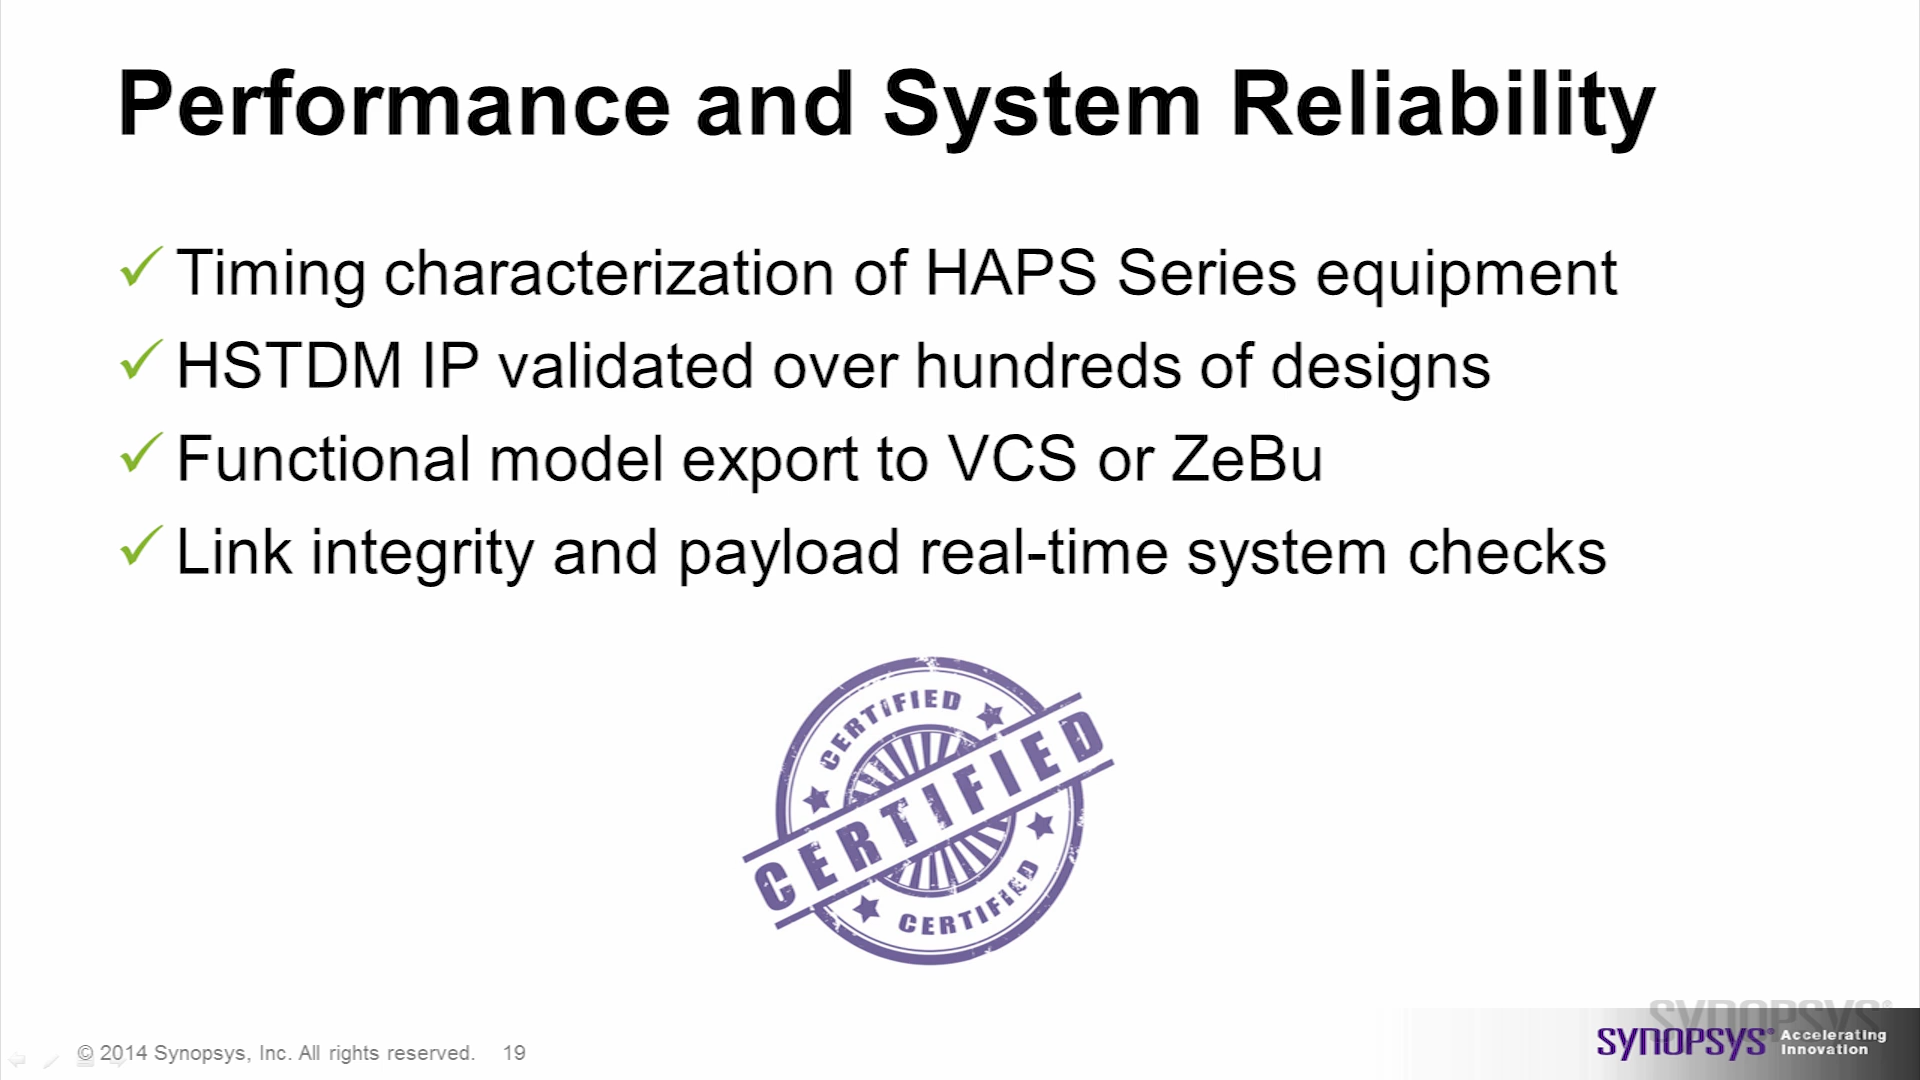 Performance and System Reliability
✓ Timing characterization of HAPS Series equipment
✓ HSTDM IP validated over hundreds of designs
✓ Functional model export to VCS or ZeBu
✓ Link integrity and payload real-time system checks
CERTIFIED
CERTIFIED
CERTIFIED
SYNOPSYS®
© 2014 Synopsys, Inc. All rights reserved. 19
SYNOPSYS® Accelerating
Innovation